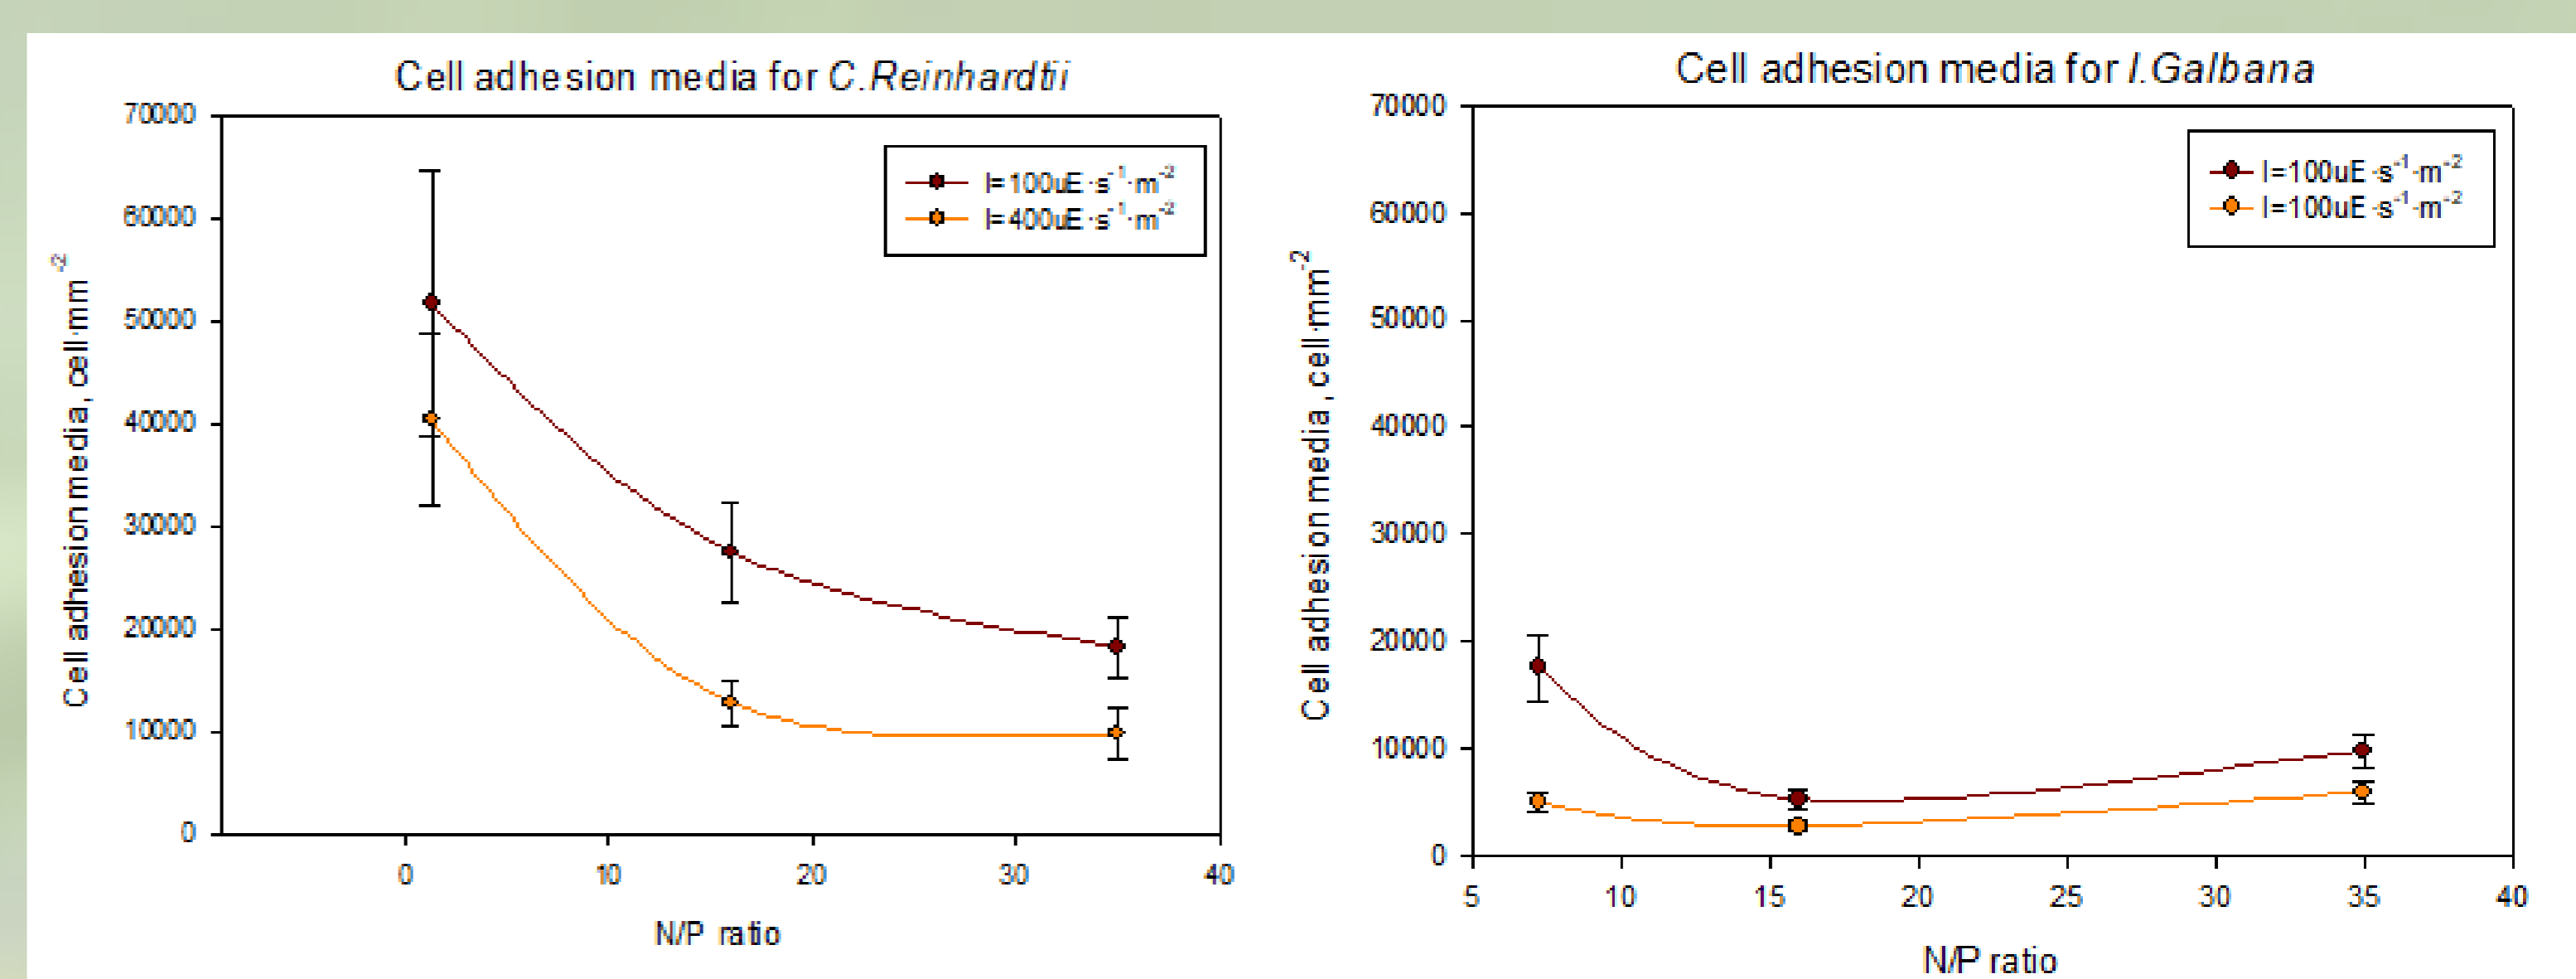 Cell adhesion media for C.Reinhardtii
70000
60000
50000
40000
30000
20000
10000
0
Cell adhesion media, cell·mm-2
I=100uE·s-1·m-2
I=400uE·s-1·m-2
0 10 20 30 40
N/P ratio
Cell adhesion media for I.Galbana
70000
60000
50000
40000
30000
20000
10000
0
Cell adhesion media, cell·mm-2
I=100uE·s-1·m-2
I=100uE·s-1·m-2
5 10 15 20 25 30 35 40
N/P ratio